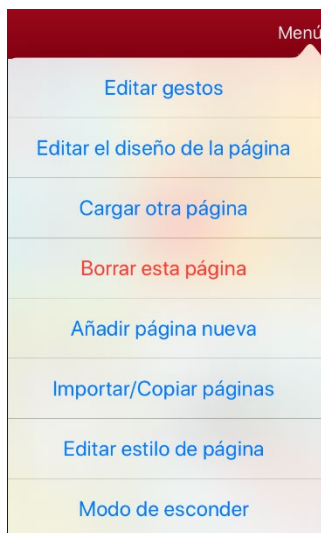 Menú
Editar gestos
Editar el diseño de la página
Cargar otra página
Borrar esta página
Añadir página nueva
Importar/Copiar páginas
Editar estilo de página
Modo de esconder